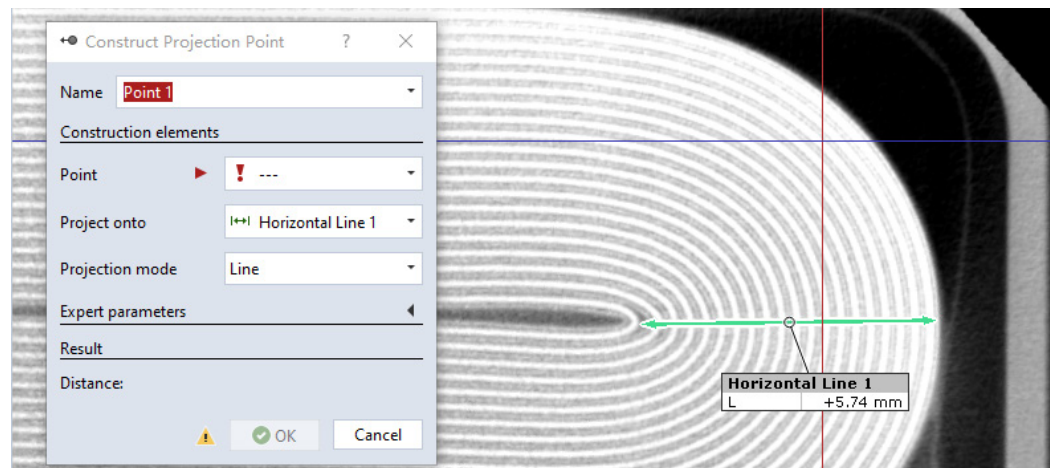 Construct Projection Point ?
Name Point 1
Construction elements
Point ---
Project onto Horizontal Line 1
Projection mode Line
Expert parameters
Result
Distance:
OK Cancel
Horizontal Line 1
L +5.74 mm